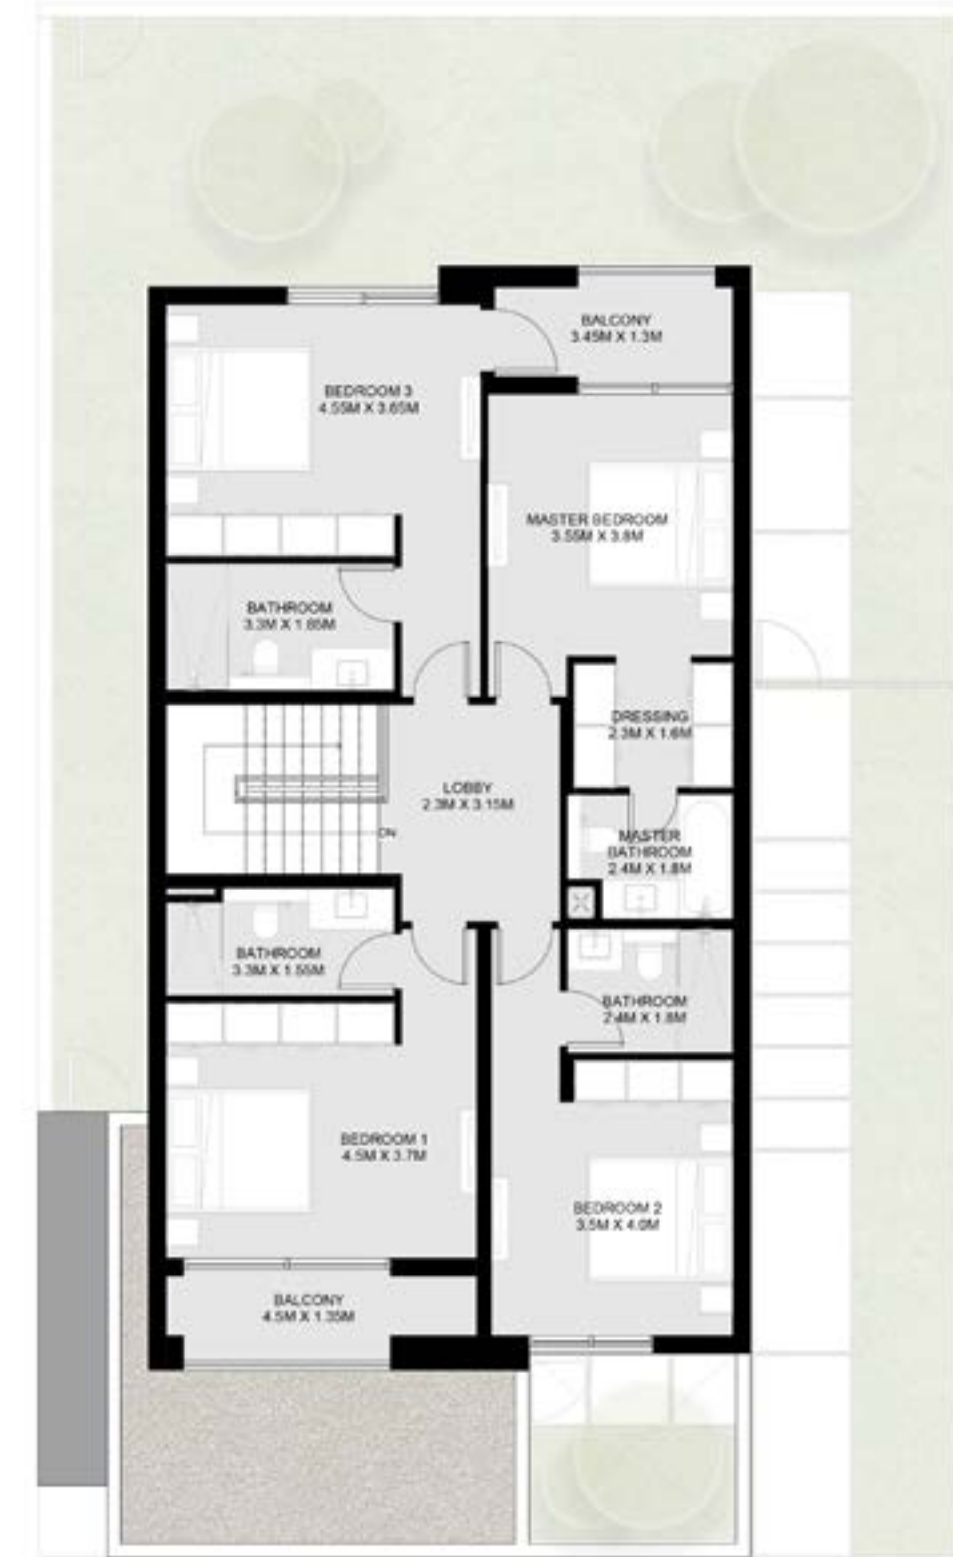 BALCONY
3.45M X 1.3M
BEDROOM 3
4.55M X 3.65M
MASTER BEDROOM
3.55M X 3.8M
BATHROOM
3.3M X 1.85M
DRESSING
2.3M X 1.6M
LOBBY
2.3M X 3.15M
DN
MASTER
BATHROOM
2.4M X 1.8M
BATHROOM
3.3M X 1.55M
BATHROOM
2.4M X 1.8M
BEDROOM 1
4.5M X 3.7M
BEDROOM 2
3.5M X 4.0M
BALCONY
4.5M X 1.35M